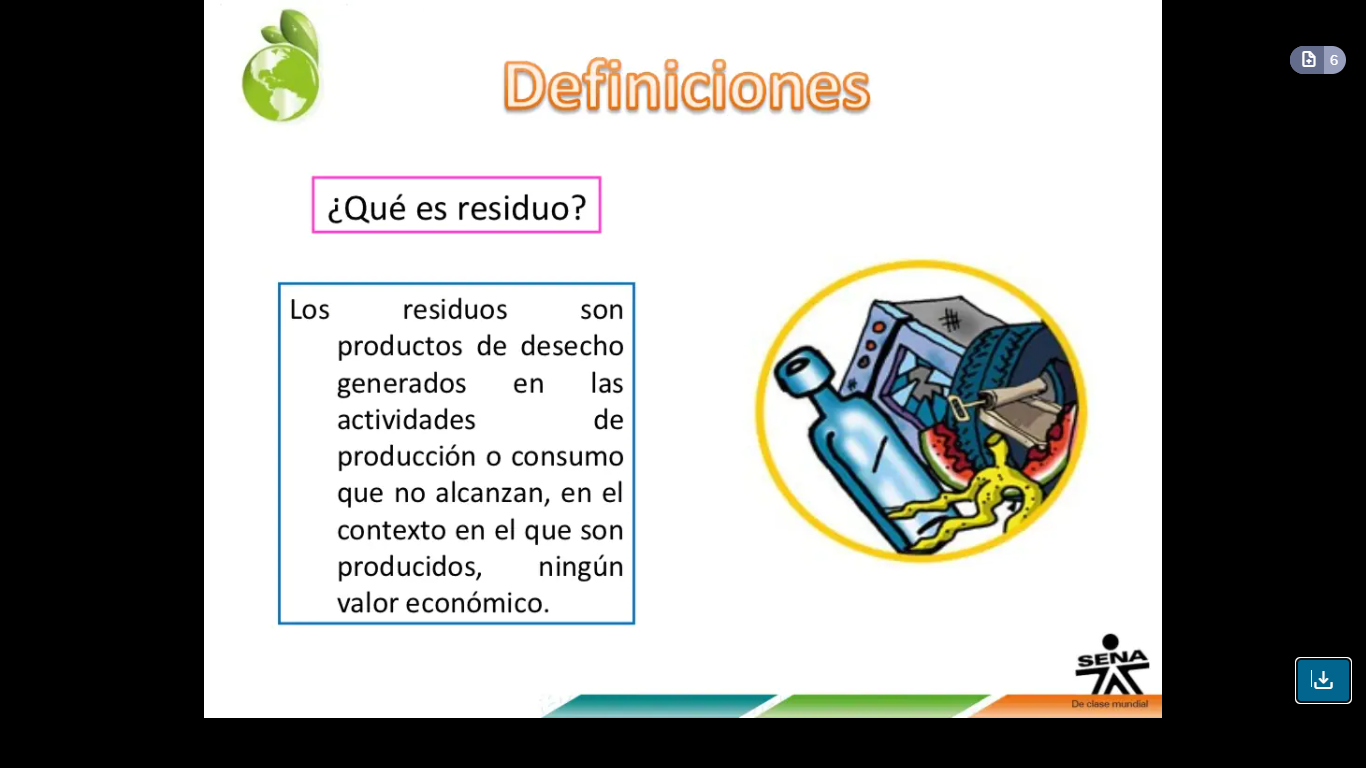 Definiciones
6
¿Qué es residuo?
Los residuos son
productos de desecho
generados en las
actividades de
producción o consumo
que no alcanzan, en el
contexto en el que son
producidos, ningún
valor económico.
SENA
De clase mundial